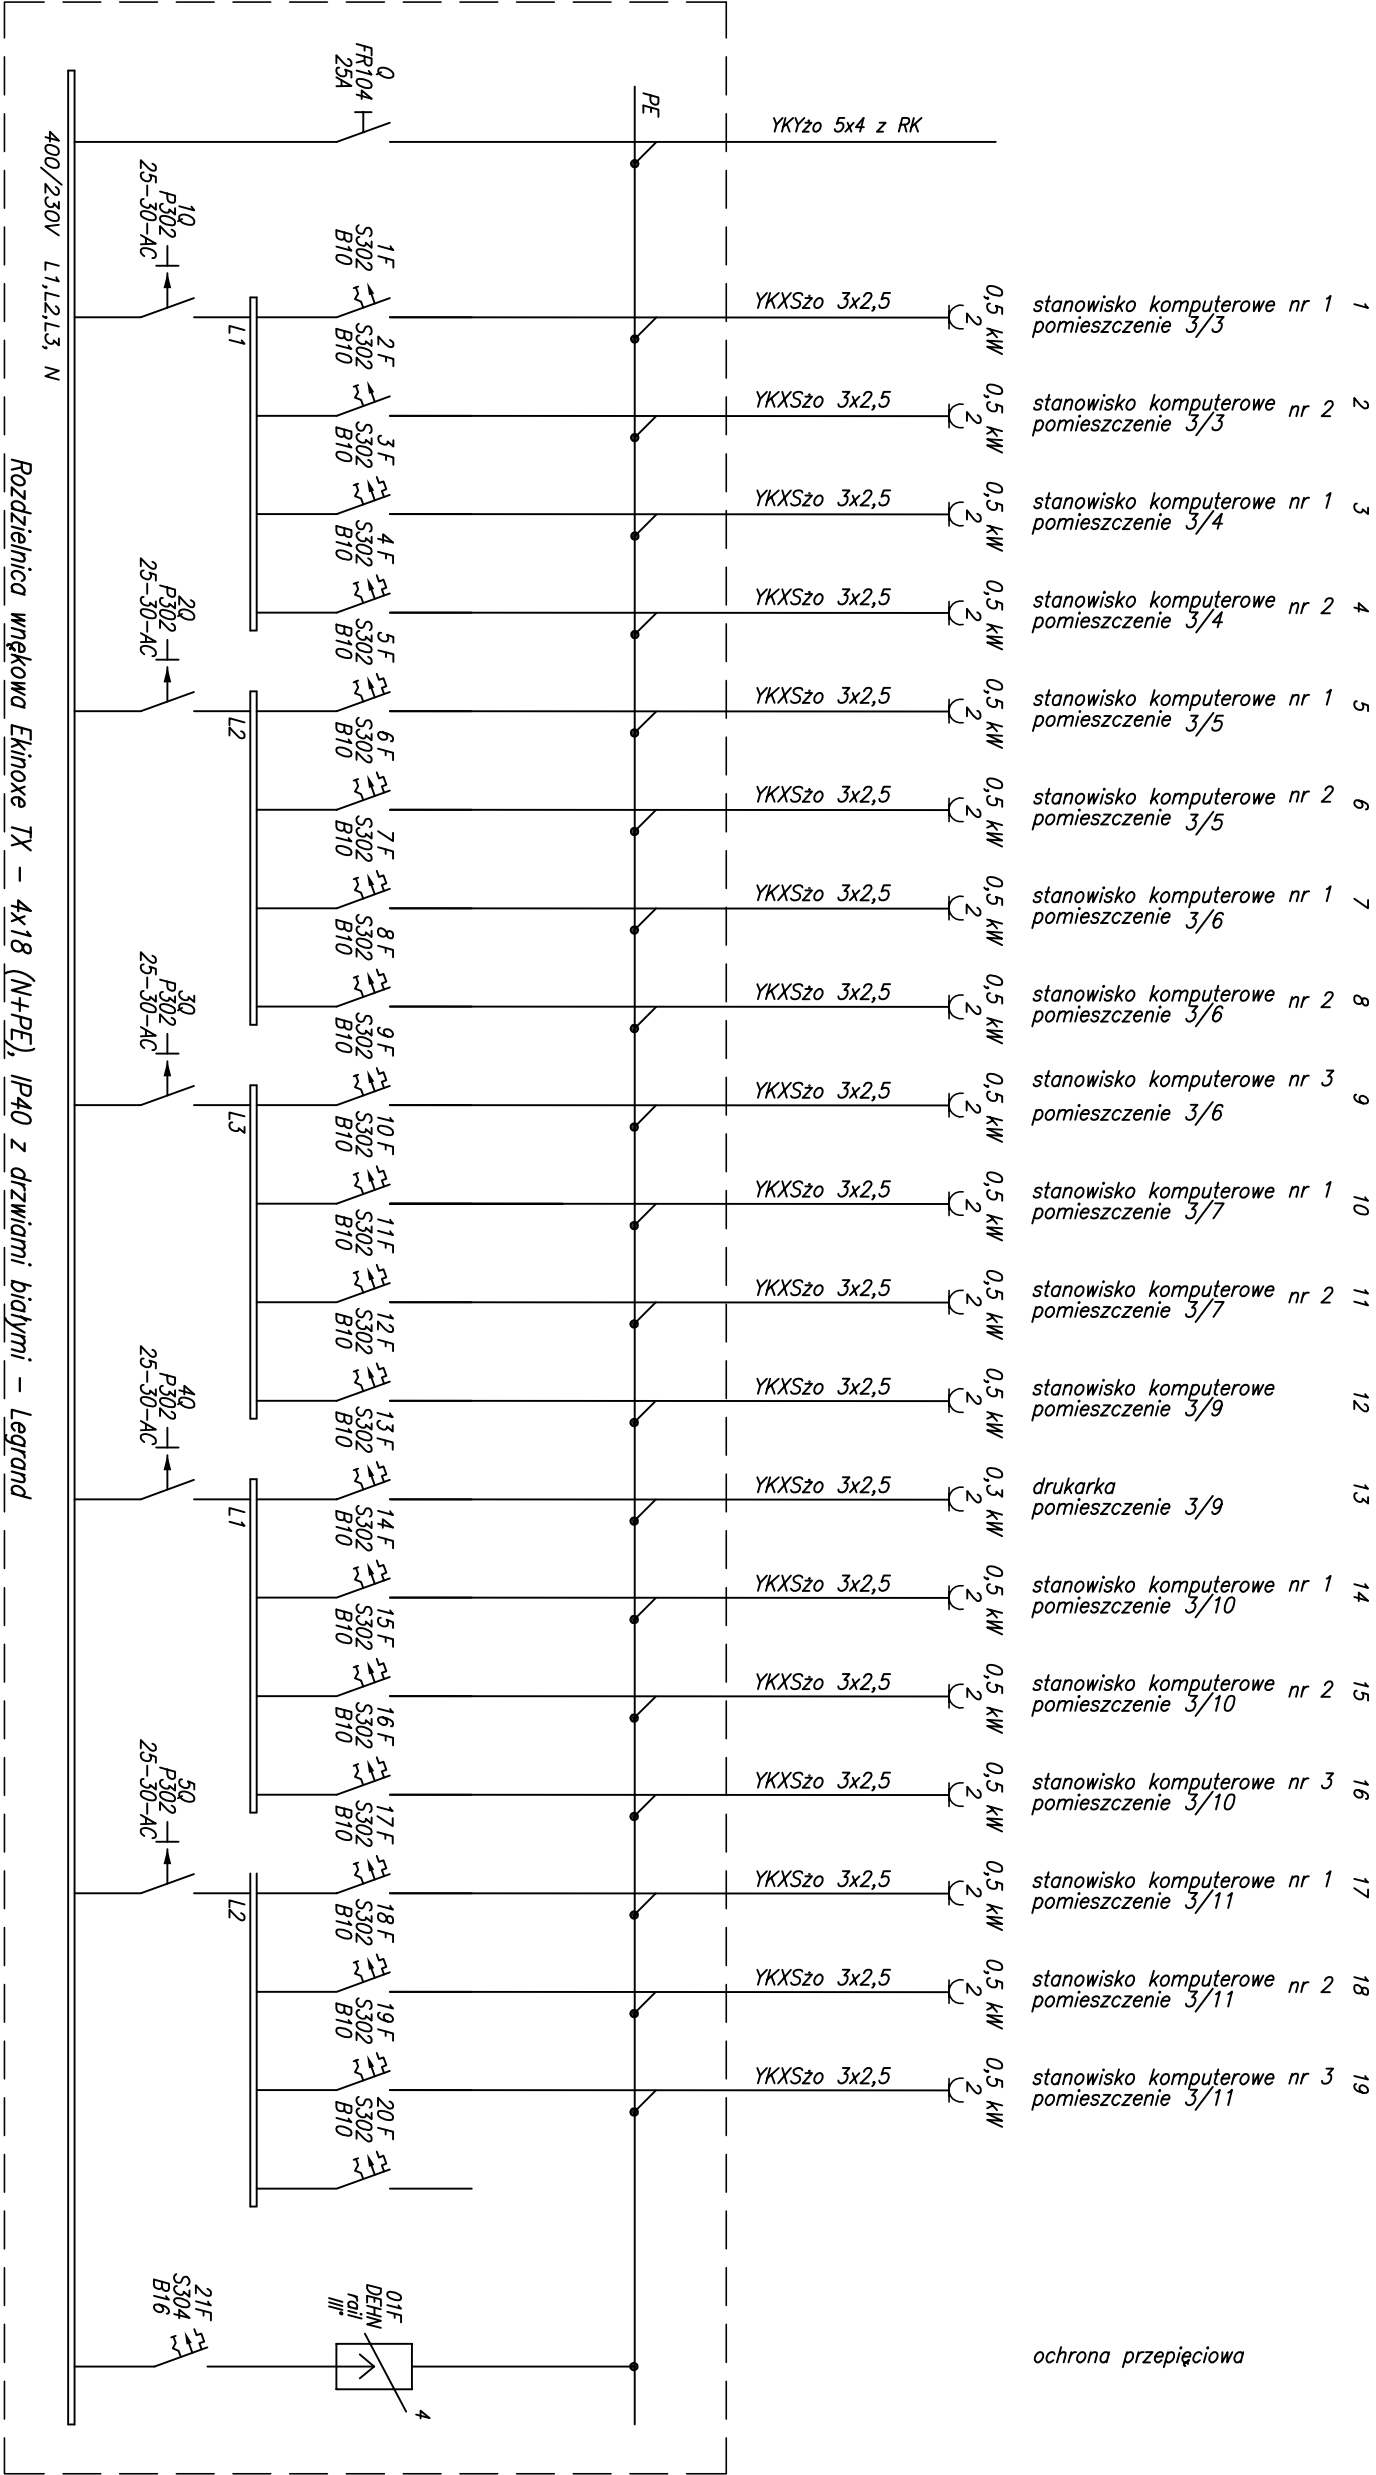 Q
FR104
25A
PE
YKYżo 5x4 z RK
400/230V L1,L2,L3, N
Rozdzielnica wnękowa Ekinoxe TX – 4x18 (N+PE), IP40 z drzwiami białymi – Legrand
1Q
P302
25–30–AC
L1
1F
S302
B10
YKXSżo 3x2,5
2
0,5 kW
stanowisko komputerowe nr 1
pomieszczenie 3/3
1
2F
S302
B10
YKXSżo 3x2,5
2
0,5 kW
stanowisko komputerowe nr 2
pomieszczenie 3/3
2
3F
S302
B10
YKXSżo 3x2,5
2
0,5 kW
stanowisko komputerowe nr 1
pomieszczenie 3/4
3
4F
S302
B10
YKXSżo 3x2,5
2
0,5 kW
stanowisko komputerowe nr 2
pomieszczenie 3/4
4
2Q
P302
25–30–AC
L2
5F
S302
B10
YKXSżo 3x2,5
2
0,5 kW
stanowisko komputerowe nr 1
pomieszczenie 3/5
5
6F
S302
B10
YKXSżo 3x2,5
2
0,5 kW
stanowisko komputerowe nr 2
pomieszczenie 3/5
6
7F
S302
B10
YKXSżo 3x2,5
2
0,5 kW
stanowisko komputerowe nr 1
pomieszczenie 3/6
7
8F
S302
B10
YKXSżo 3x2,5
2
0,5 kW
stanowisko komputerowe nr 2
pomieszczenie 3/6
8
3Q
P302
25–30–AC
L3
9F
S302
B10
YKXSżo 3x2,5
2
0,5 kW
stanowisko komputerowe nr 3
pomieszczenie 3/6
9
10F
S302
B10
YKXSżo 3x2,5
2
0,5 kW
stanowisko komputerowe nr 1
pomieszczenie 3/7
10
11F
S302
B10
YKXSżo 3x2,5
2
0,5 kW
stanowisko komputerowe nr 2
pomieszczenie 3/7
11
12F
S302
B10
YKXSżo 3x2,5
2
0,5 kW
stanowisko komputerowe
pomieszczenie 3/9
12
4Q
P302
25–30–AC
L1
13F
S302
B10
YKXSżo 3x2,5
2
0,3 kW
drukarka
pomieszczenie 3/9
13
14F
S302
B10
YKXSżo 3x2,5
2
0,5 kW
stanowisko komputerowe nr 1
pomieszczenie 3/10
14
15F
S302
B10
YKXSżo 3x2,5
2
0,5 kW
stanowisko komputerowe nr 2
pomieszczenie 3/10
15
16F
S302
B10
YKXSżo 3x2,5
2
0,5 kW
stanowisko komputerowe nr 3
pomieszczenie 3/10
16
5Q
P302
25–30–AC
L2
17F
S302
B10
YKXSżo 3x2,5
2
0,5 kW
stanowisko komputerowe nr 1
pomieszczenie 3/11
17
18F
S302
B10
YKXSżo 3x2,5
2
0,5 kW
stanowisko komputerowe nr 2
pomieszczenie 3/11
18
19F
S302
B10
YKXSżo 3x2,5
2
0,5 kW
stanowisko komputerowe nr 3
pomieszczenie 3/11
19
20F
S302
B10
21F
S304
B16
01F
DEHN
rail
III°
4
ochrona przepięciowa